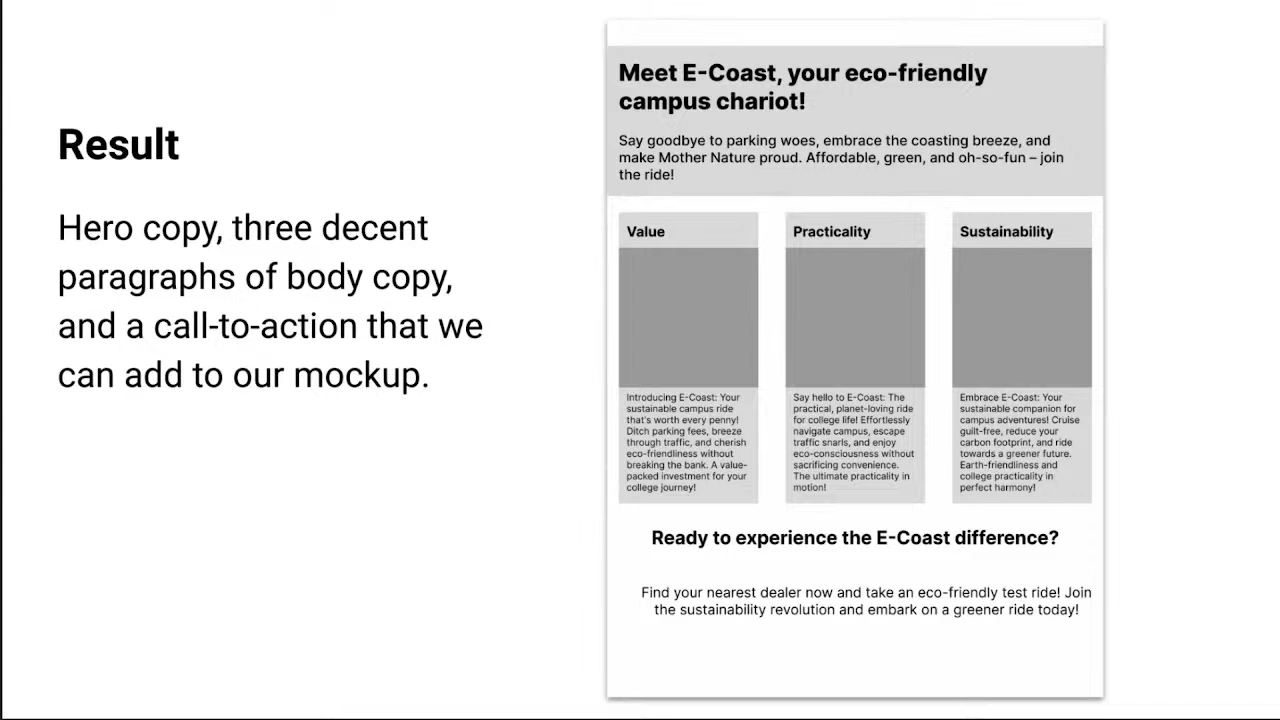 Result
Hero copy, three decent
paragraphs of body copy,
and a call-to-action that we
can add to our mockup.
Meet E-Coast, your eco-friendly
campus chariot!
Say goodbye to parking woes, embrace the coasting breeze, and
make Mother Nature proud. Affordable, green, and oh-so-fun – join
the ride!
Value
Introducing E-Coast: Your
sustainable campus ride
that's worth every penny!
Ditch parking fees, breeze
through traffic, and cherish
eco-friendliness without
breaking the bank. A value-
packed investment for your
college journey!
Practicality
Say hello to E-Coast: The
practical, planet-loving ride
for college life! Effortlessly
navigate campus, escape
traffic snarls, and enjoy
eco-consciousness without
sacrificing convenience.
The ultimate practicality in
motion!
Sustainability
Embrace E-Coast: Your
sustainable companion for
campus adventures! Cruise
guilt-free, reduce your
carbon footprint, and ride
towards a greener future.
Earth-friendliness and
college practicality in
perfect harmony!
Ready to experience the E-Coast difference?
Find your nearest dealer now and take an eco-friendly test ride! Join
the sustainability revolution and embark on a greener ride today!